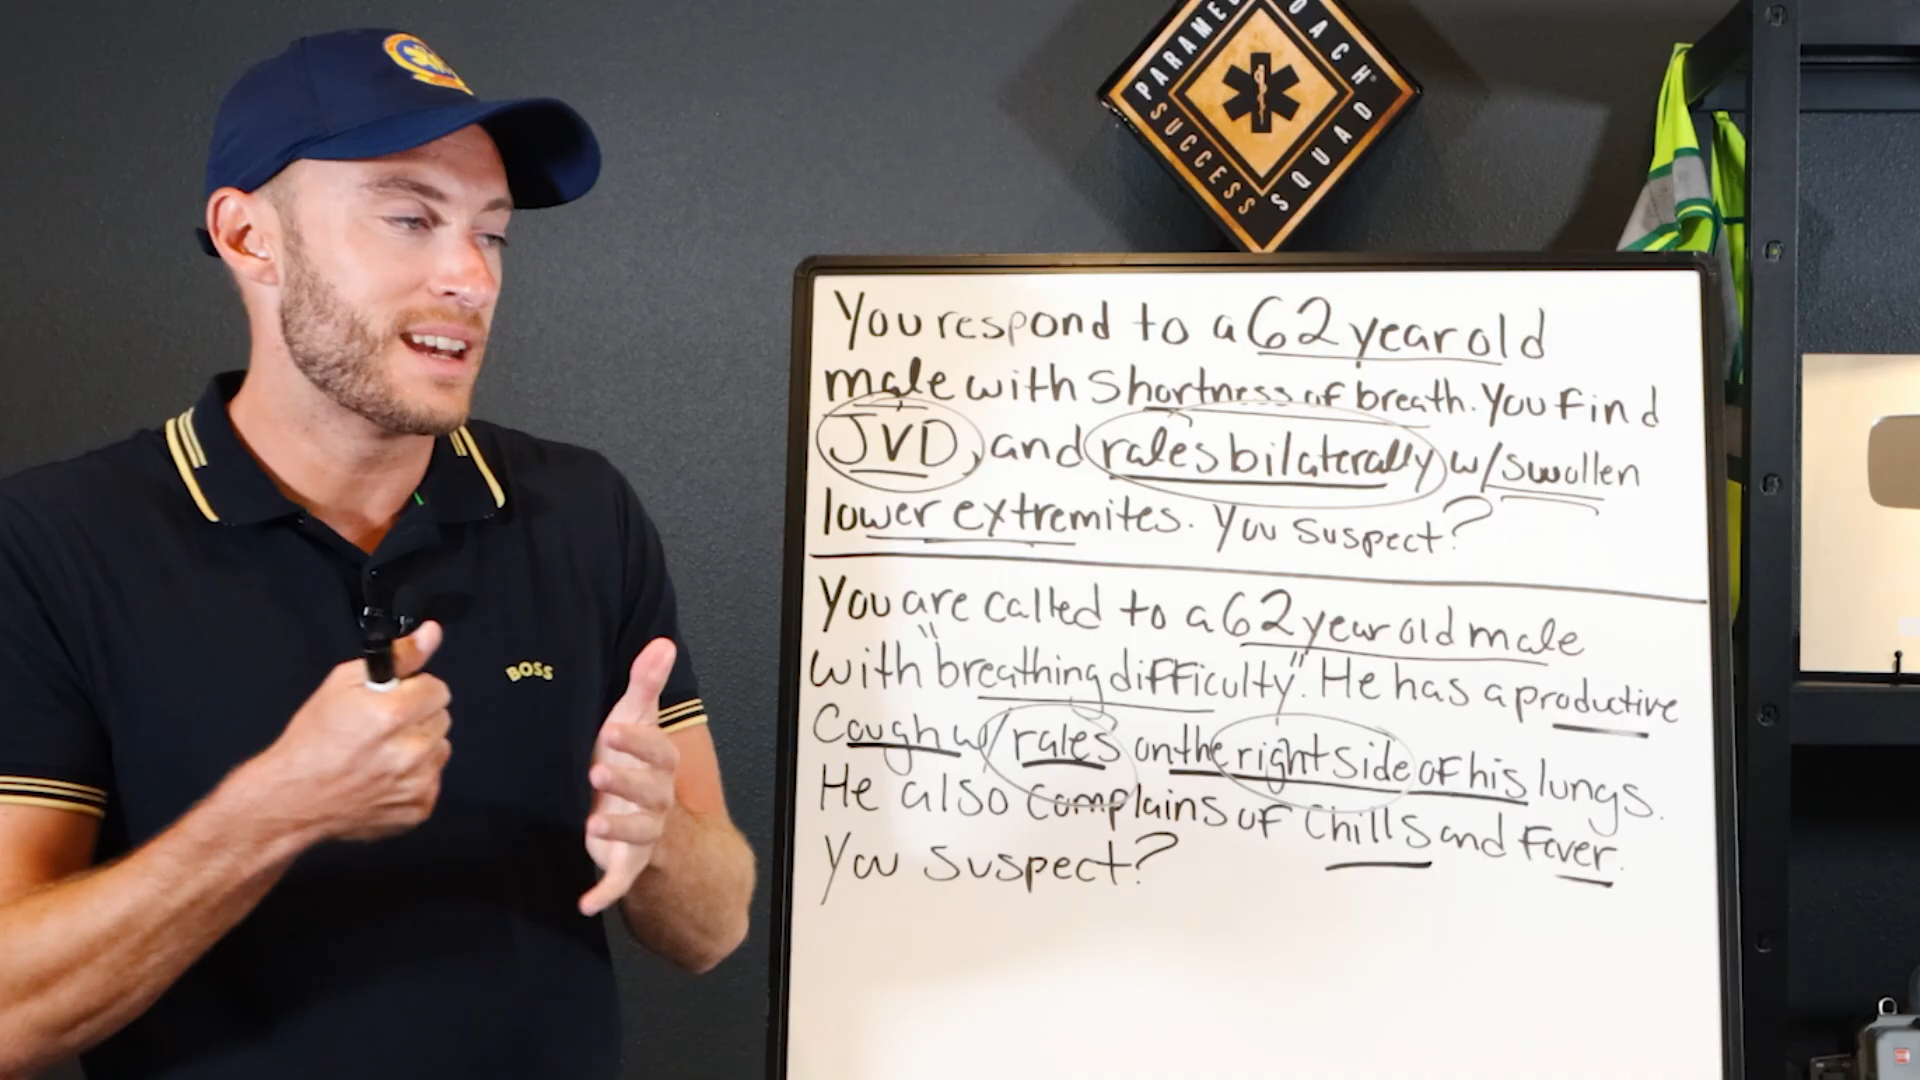 PARAMEDIC COACH®
SUCCESS SQUAD
BOSS
You respond to a 62 year old
male with Shortness of breath. You find
JVD, and rales bilaterally w/swollen
lower extremites. You suspect?
You are called to a 62 year old male
with "breathing difficulty". He has a productive
Cough w/ rales on the right side of his lungs.
He also complains of Chills and Fever.
You suspect?